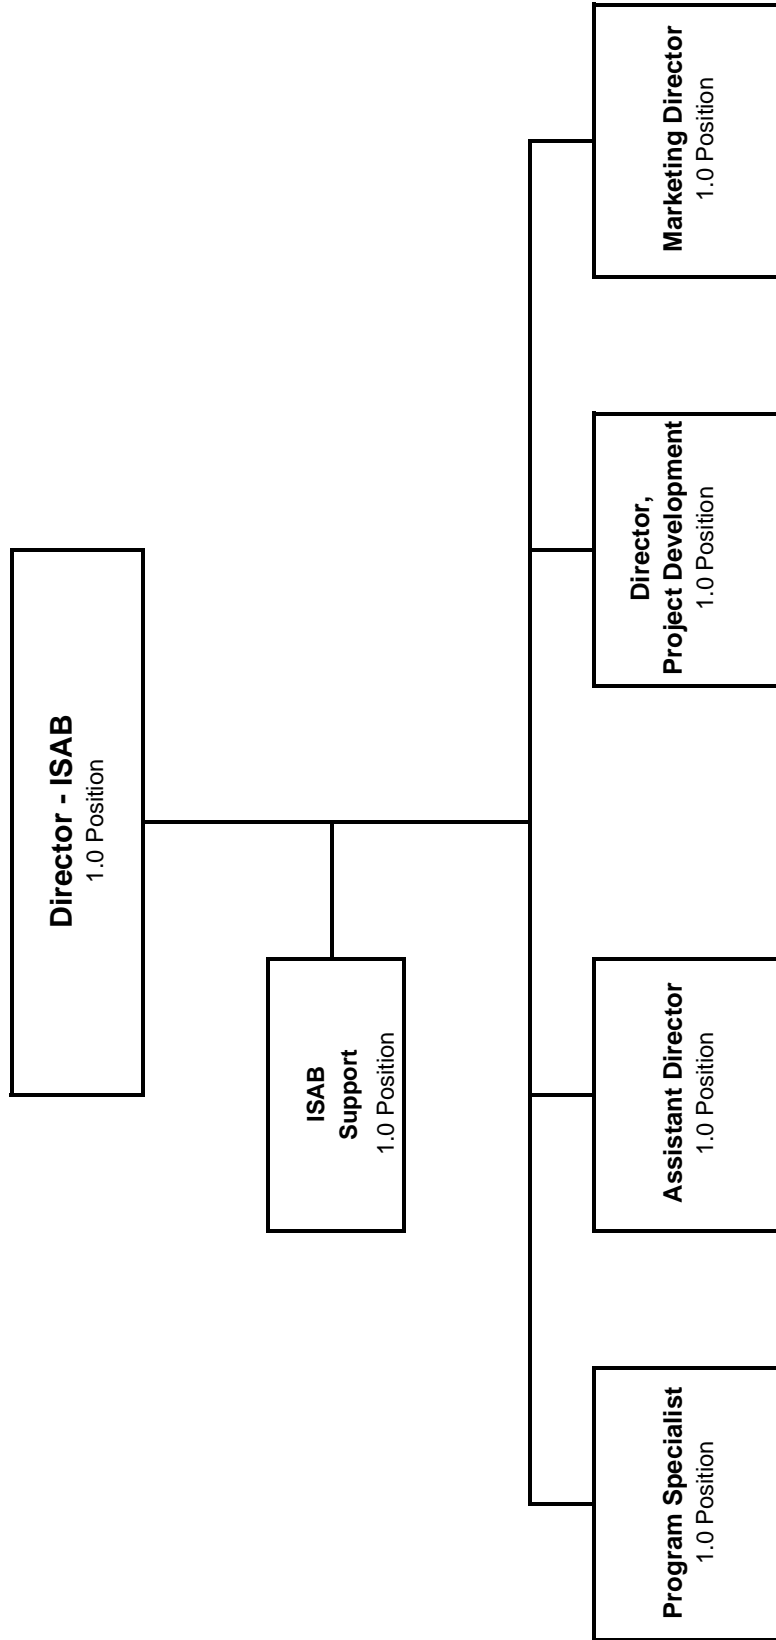 Director - ISAB
1.0 Position
ISAB
Support
1.0 Position
Program Specialist
1.0 Position
Assistant Director
1.0 Position
Director,
Project Development
1.0 Position
Marketing Director
1.0 Position